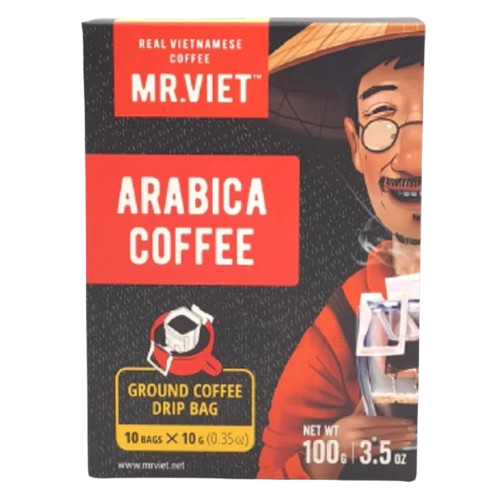 REAL VIETNAMESE
COFFEE
MR.VIET™
ARABICA
COFFEE
GROUND COFFEE
DRIP BAG
10 BAGS X 10 G (0.35 oz)
www.mrviet.net
NET WT
100 G | 3.5 OZ